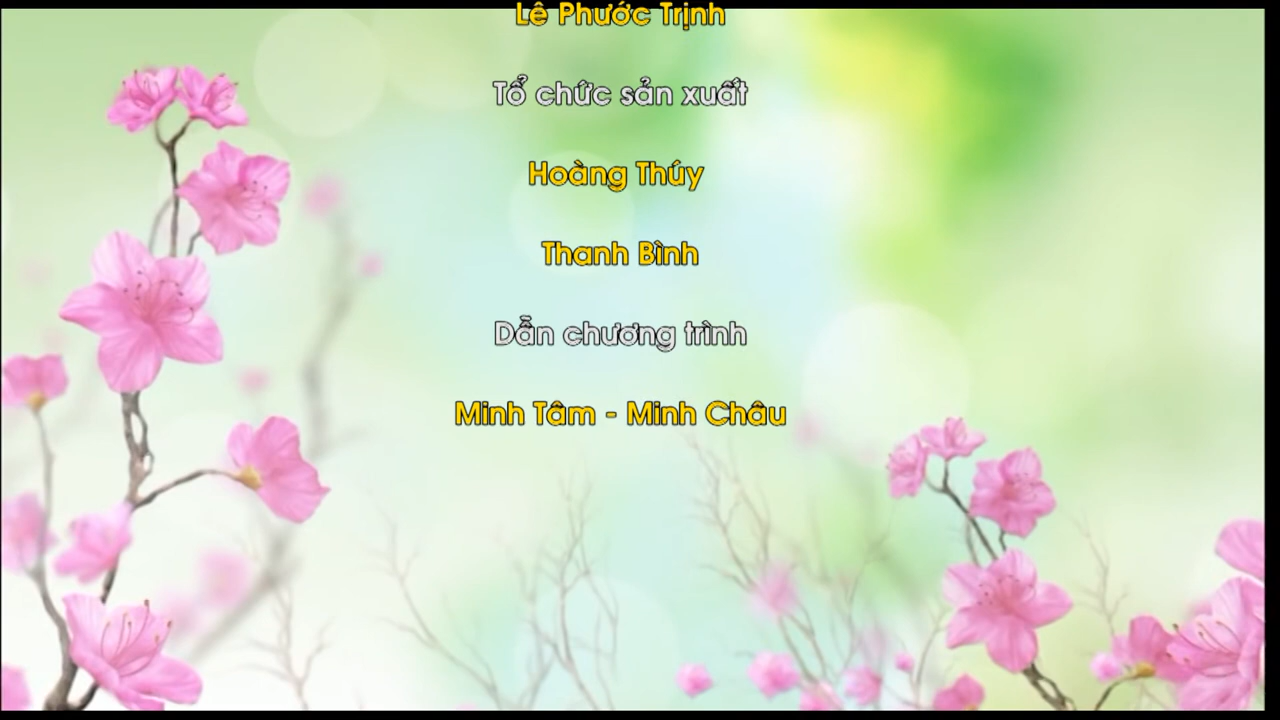 Lê Phước Trịnh
Tổ chức sản xuất
Hoàng Thúy
Thanh Bình
Dẫn chương trình
Minh Tâm - Minh Châu